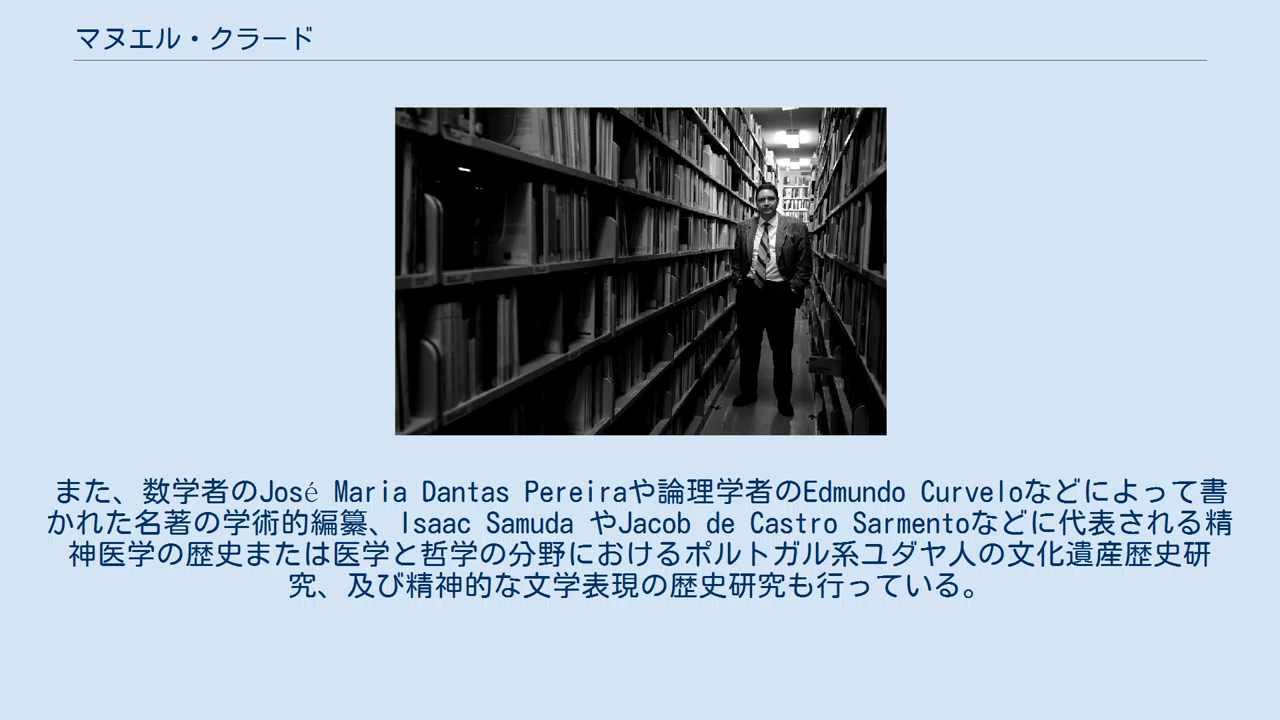 マヌエル・クラード
また、数学者のJosé Maria Dantas Pereiraや論理学者のEdmundo Curveloなどによって書
かれた名著の学術的編纂、Isaac Samuda やJacob de Castro Sarmentoなどに代表される精
神医学の歴史または医学と哲学の分野におけるポルトガル系ユダヤ人の文化遺産歴史研
究、及び精神的な文学表現の歴史研究も行っている。